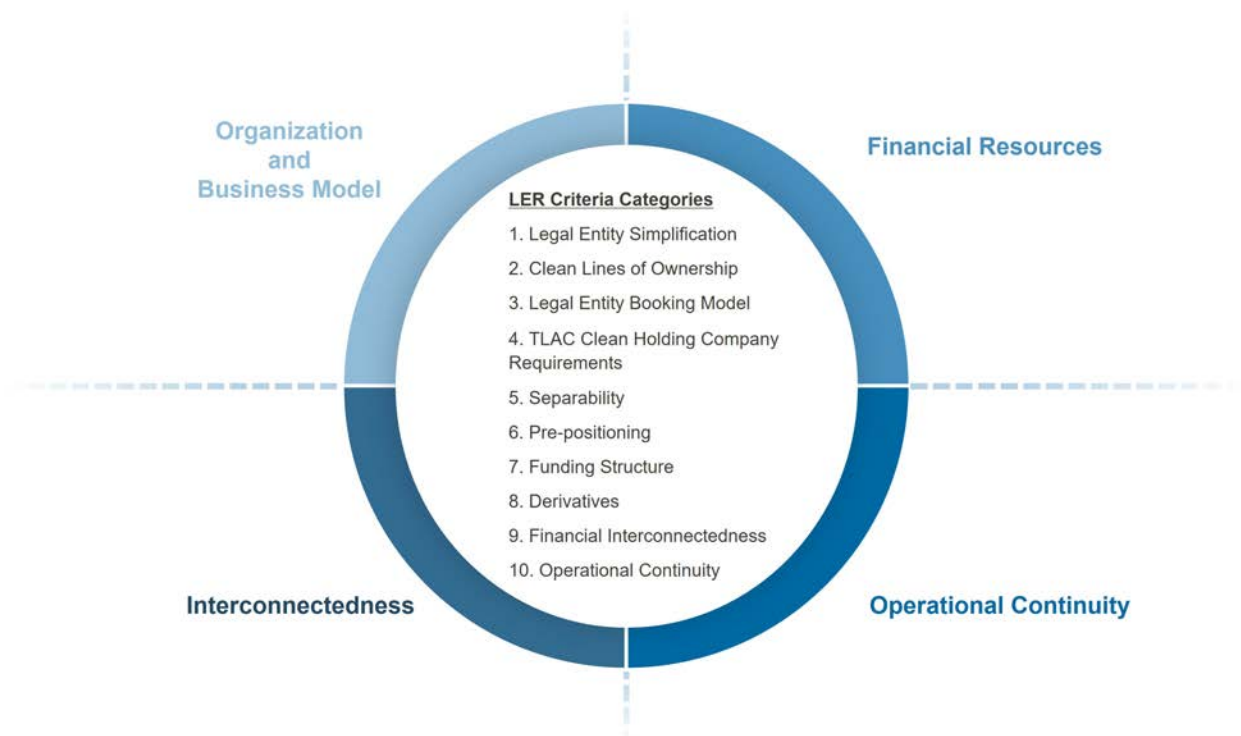 Organization
and
Business Model
Financial Resources
LER Criteria Categories
1. Legal Entity Simplification
2. Clean Lines of Ownership
3. Legal Entity Booking Model
4. TLAC Clean Holding Company
Requirements
5. Separability
6. Pre-positioning
7. Funding Structure
8. Derivatives
9. Financial Interconnectedness
10. Operational Continuity
Interconnectedness
Operational Continuity